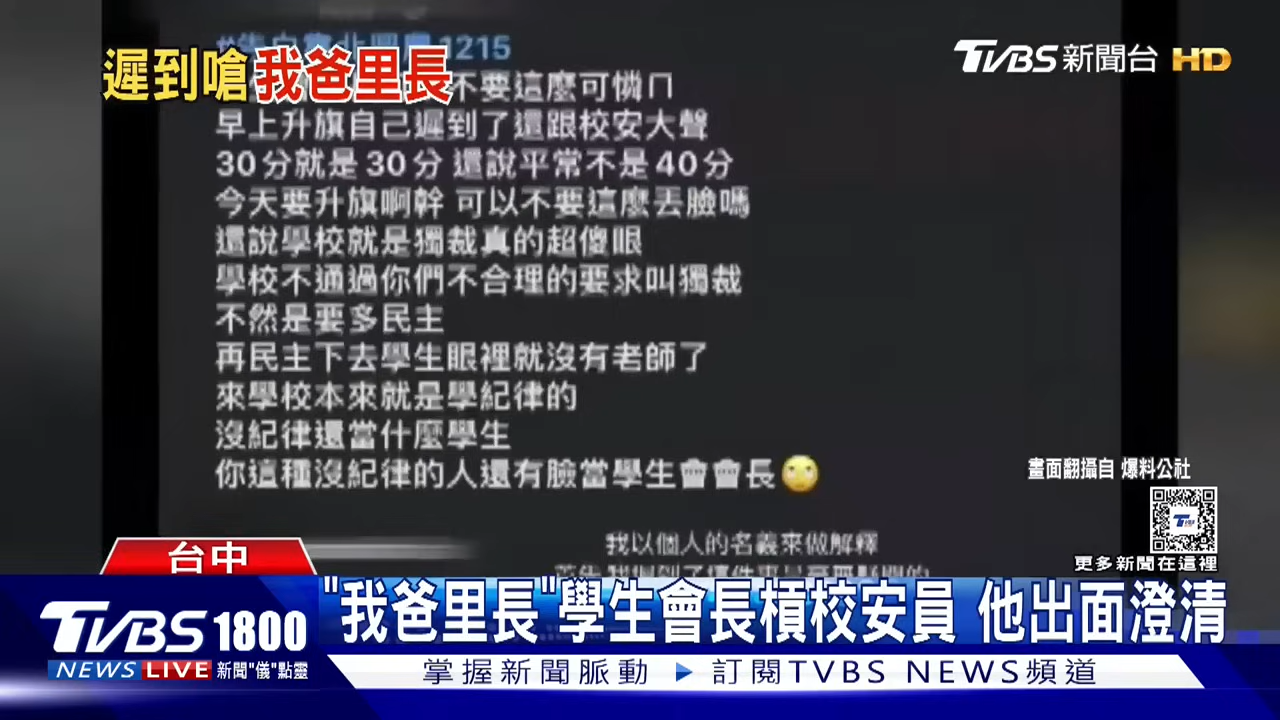 1215
遲到嗆我爸里長
TVBS新聞台 HD
不要這麼可憐ㄇ
早上升旗自己遲到了還跟校安大聲
30分就是30分 還說平常不是40分
今天要升旗啊幹 可以不要這麼丟臉嗎
還說學校就是獨裁真的超傻眼
學校不通過你們不合理的要求叫獨裁
不然是要多民主
再民主下去學生眼裡就沒有老師了
來學校本來就是學紀律的
沒紀律還當什麼學生
你這種沒紀律的人還有臉當學生會會長🙄
畫面翻攝自 爆料公社
我以個人的名義來做解釋
更多新聞在這裡
台中
"我爸里長"學生會長槓校安員 他出面澄清
TVBS 1800
NEWS LIVE 新聞"儀"點靈
掌握新聞脈動 ▶ 訂閱TVBS NEWS頻道